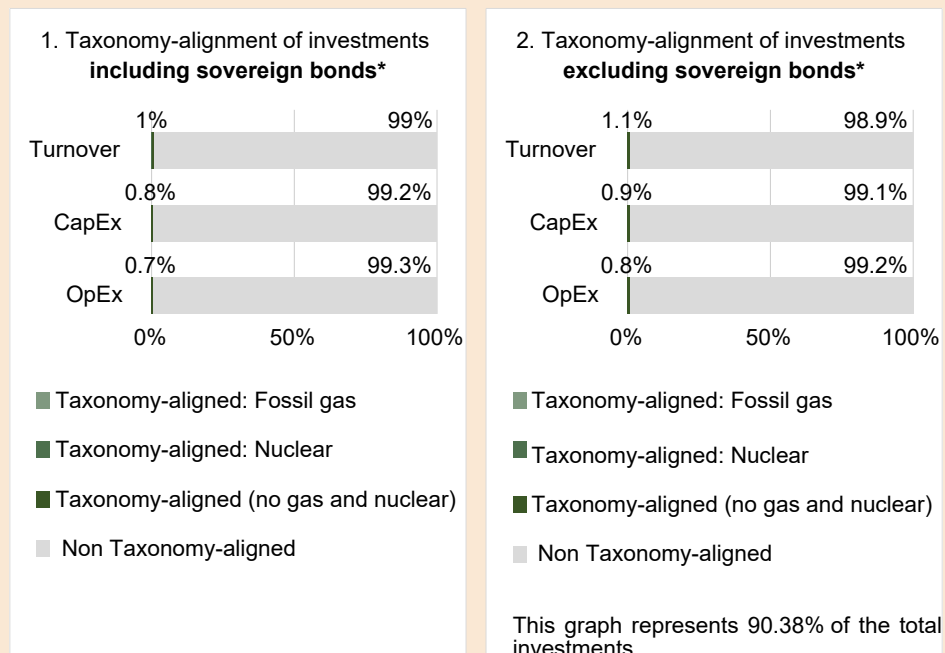 1. Taxonomy-alignment of investments
including sovereign bonds*
1% 99%
Turnover
0.8% 99.2%
CapEx
0.7% 99.3%
OpEx
0% 50% 100%
Taxonomy-aligned: Fossil gas
Taxonomy-aligned: Nuclear
Taxonomy-aligned (no gas and nuclear)
Non Taxonomy-aligned
2. Taxonomy-alignment of investments
excluding sovereign bonds*
1.1% 98.9%
Turnover
0.9% 99.1%
CapEx
0.8% 99.2%
OpEx
0% 50% 100%
Taxonomy-aligned: Fossil gas
Taxonomy-aligned: Nuclear
Taxonomy-aligned (no gas and nuclear)
Non Taxonomy-aligned
This graph represents 90.38% of the total
investments